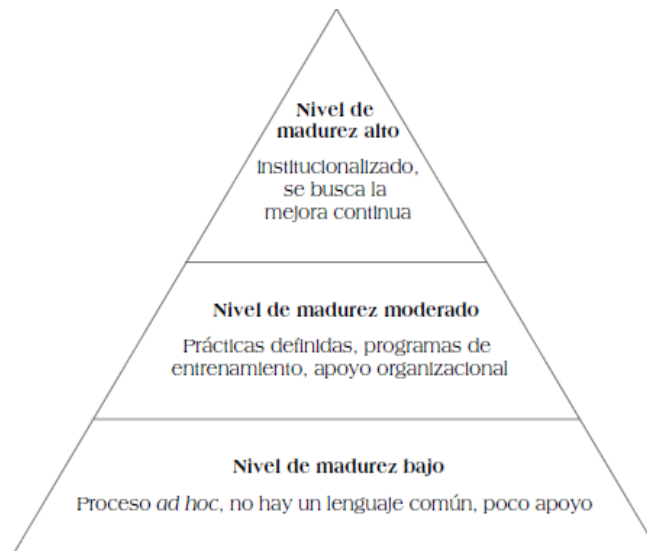 Nivel de
madurez alto
Institucionalizado,
se busca la
mejora continua
Nivel de madurez moderado
Prácticas definidas, programas de
entrenamiento, apoyo organizacional
Nivel de madurez bajo
Proceso ad hoc, no hay un lenguaje común, poco apoyo